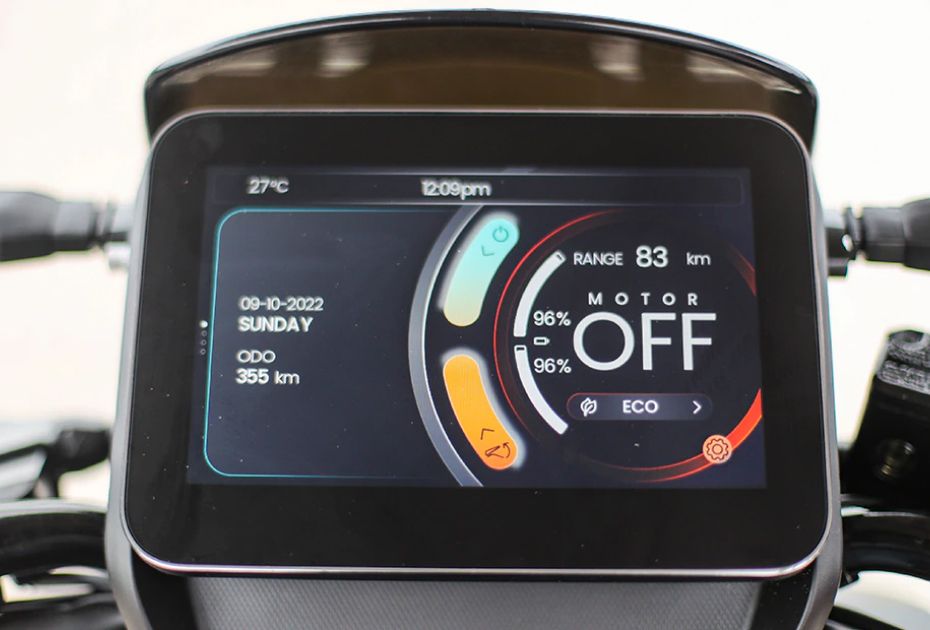 27°C
12:09pm
09-10-2022
SUNDAY
ODO
355 km
RANGE 83 km
MOTOR
OFF
96%
96%
ECO